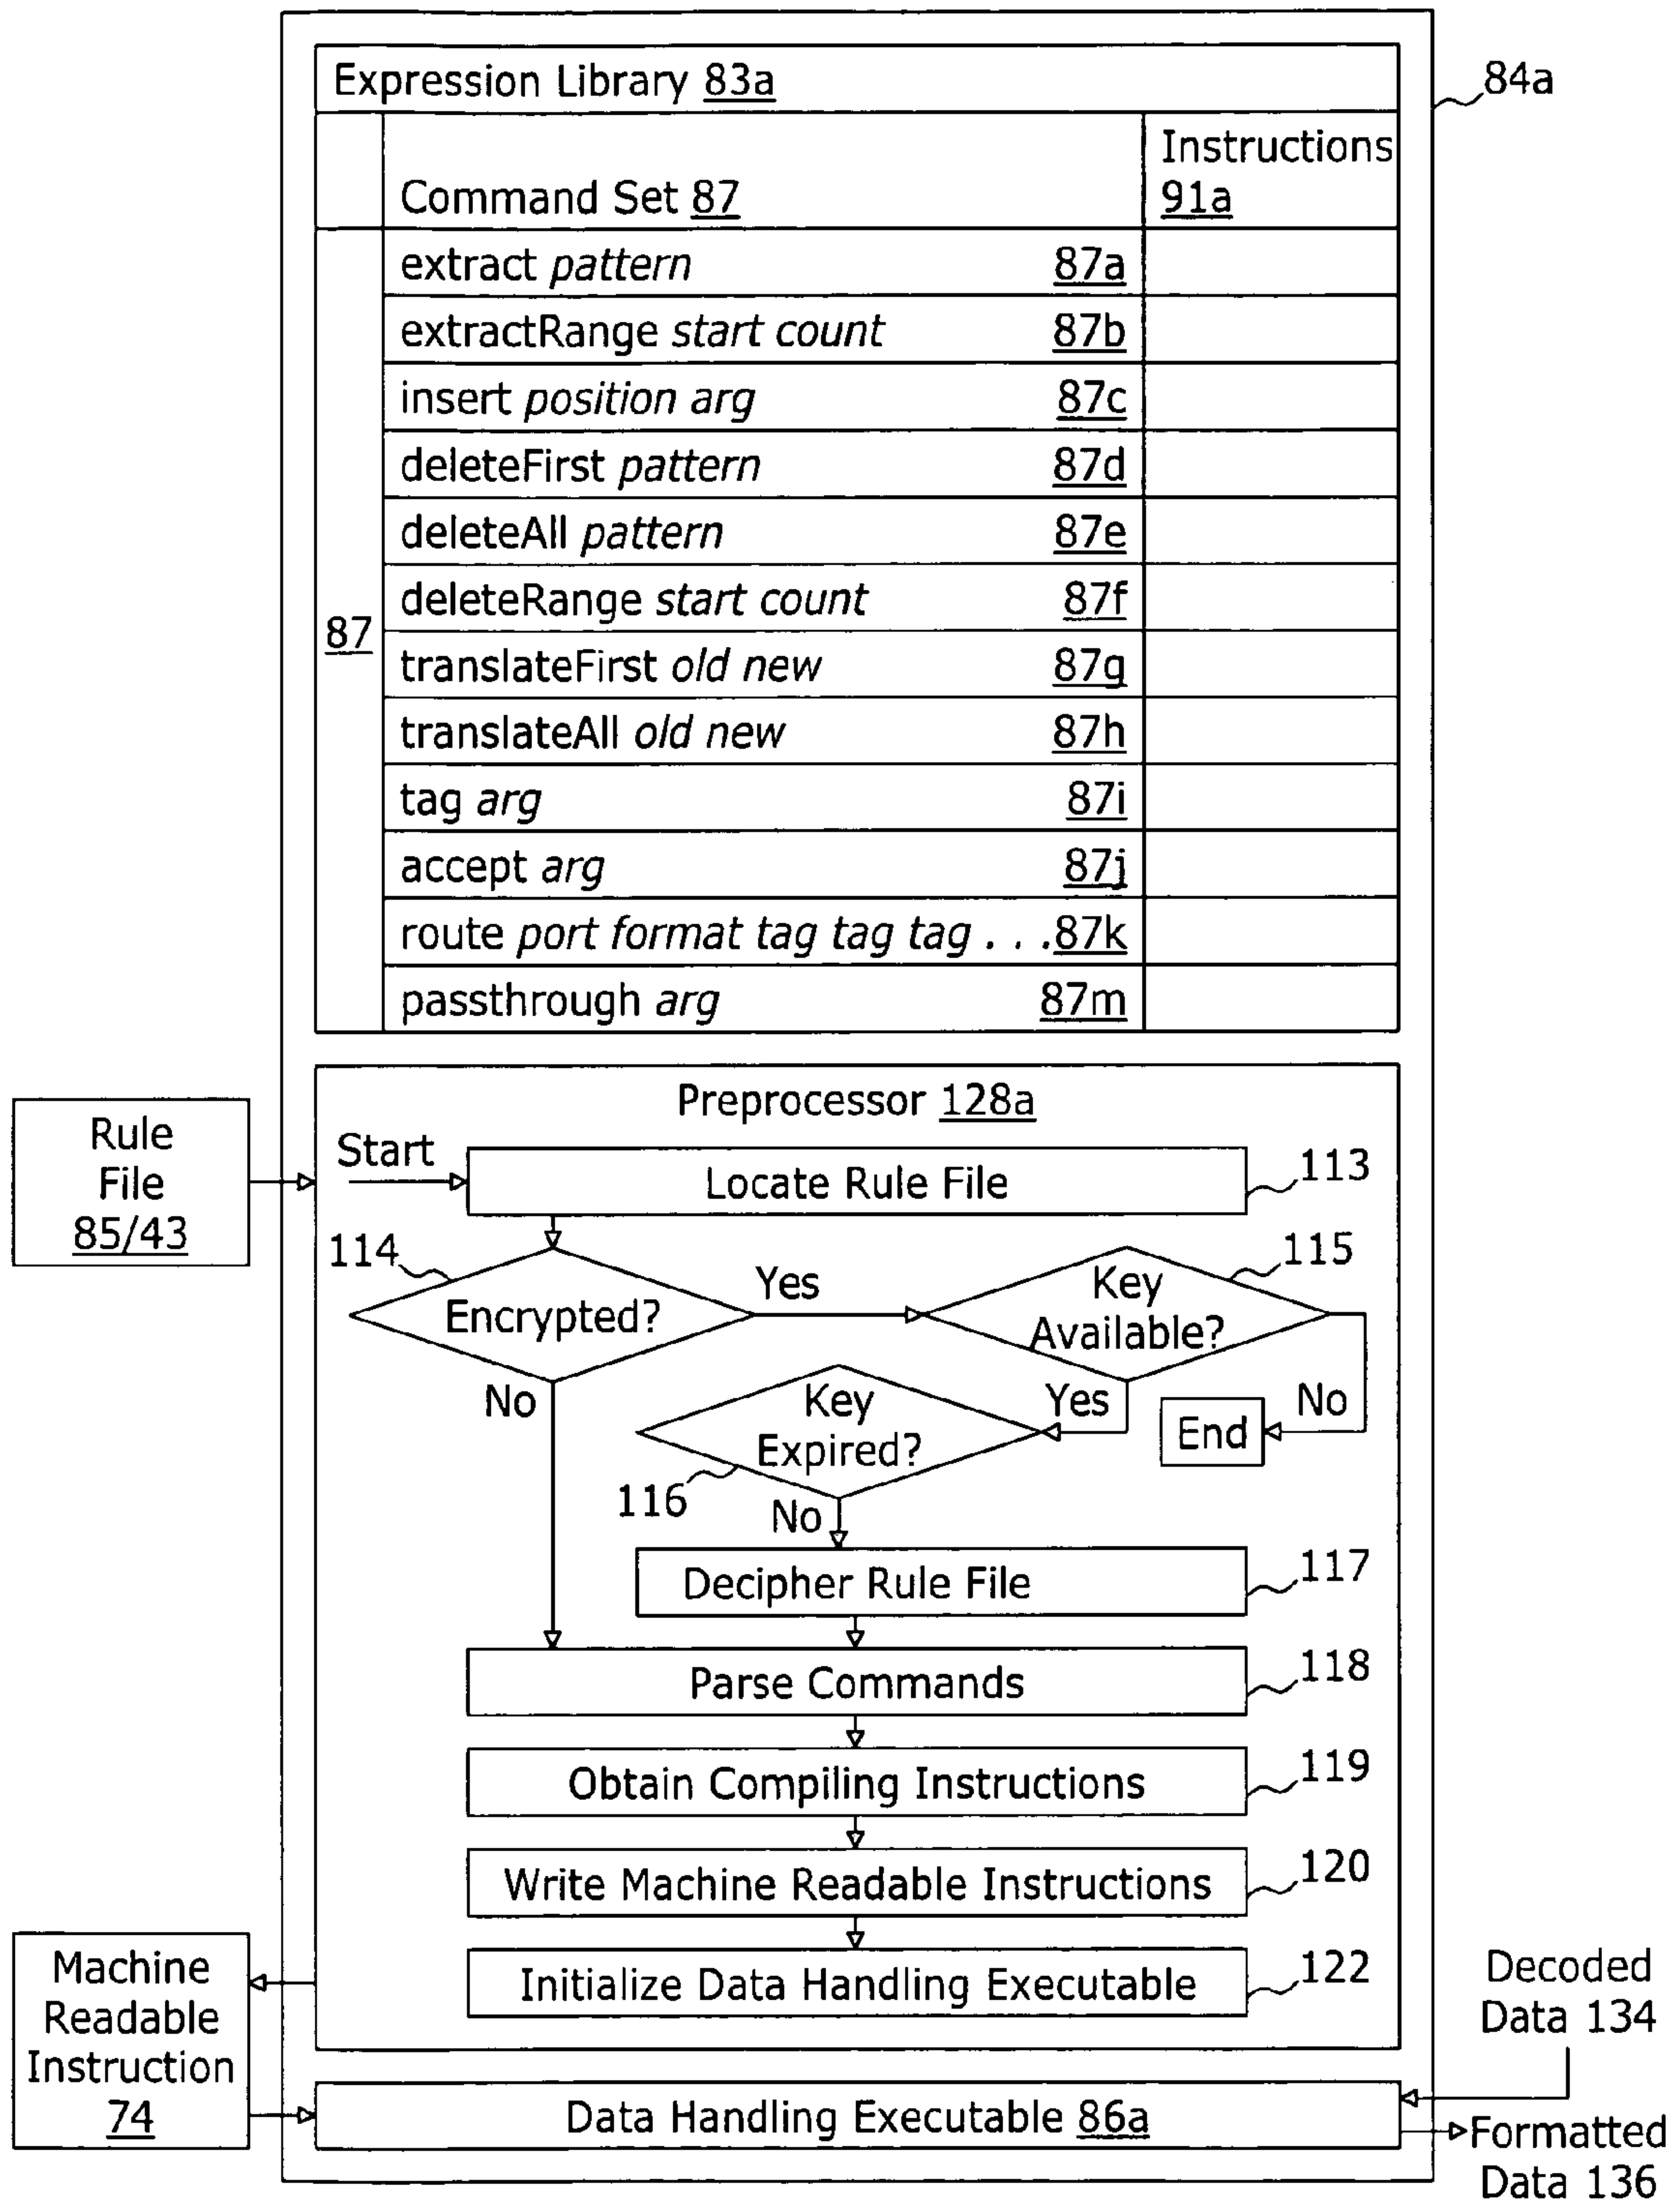 Expression Library 83a
84a
Command Set 87
Instructions
91a
87
extract pattern 87a
extractRange start count 87b
insert position arg 87c
deleteFirst pattern 87d
deleteAll pattern 87e
deleteRange start count 87f
translateFirst old new 87g
translateAll old new 87h
tag arg 87i
accept arg 87j
route port format tag tag tag . . . 87k
passthrough arg 87m
Rule
File
85/43
Preprocessor 128a
Start
Locate Rule File
113
114
Encrypted?
Yes
No
115
Key
Available?
Yes
No
End
Key
Expired?
116
No
Decipher Rule File
117
Parse Commands
118
Obtain Compiling Instructions
119
Write Machine Readable Instructions
120
Initialize Data Handling Executable
122
Machine
Readable
Instruction
74
Data Handling Executable 86a
Decoded
Data 134
Formatted
Data 136